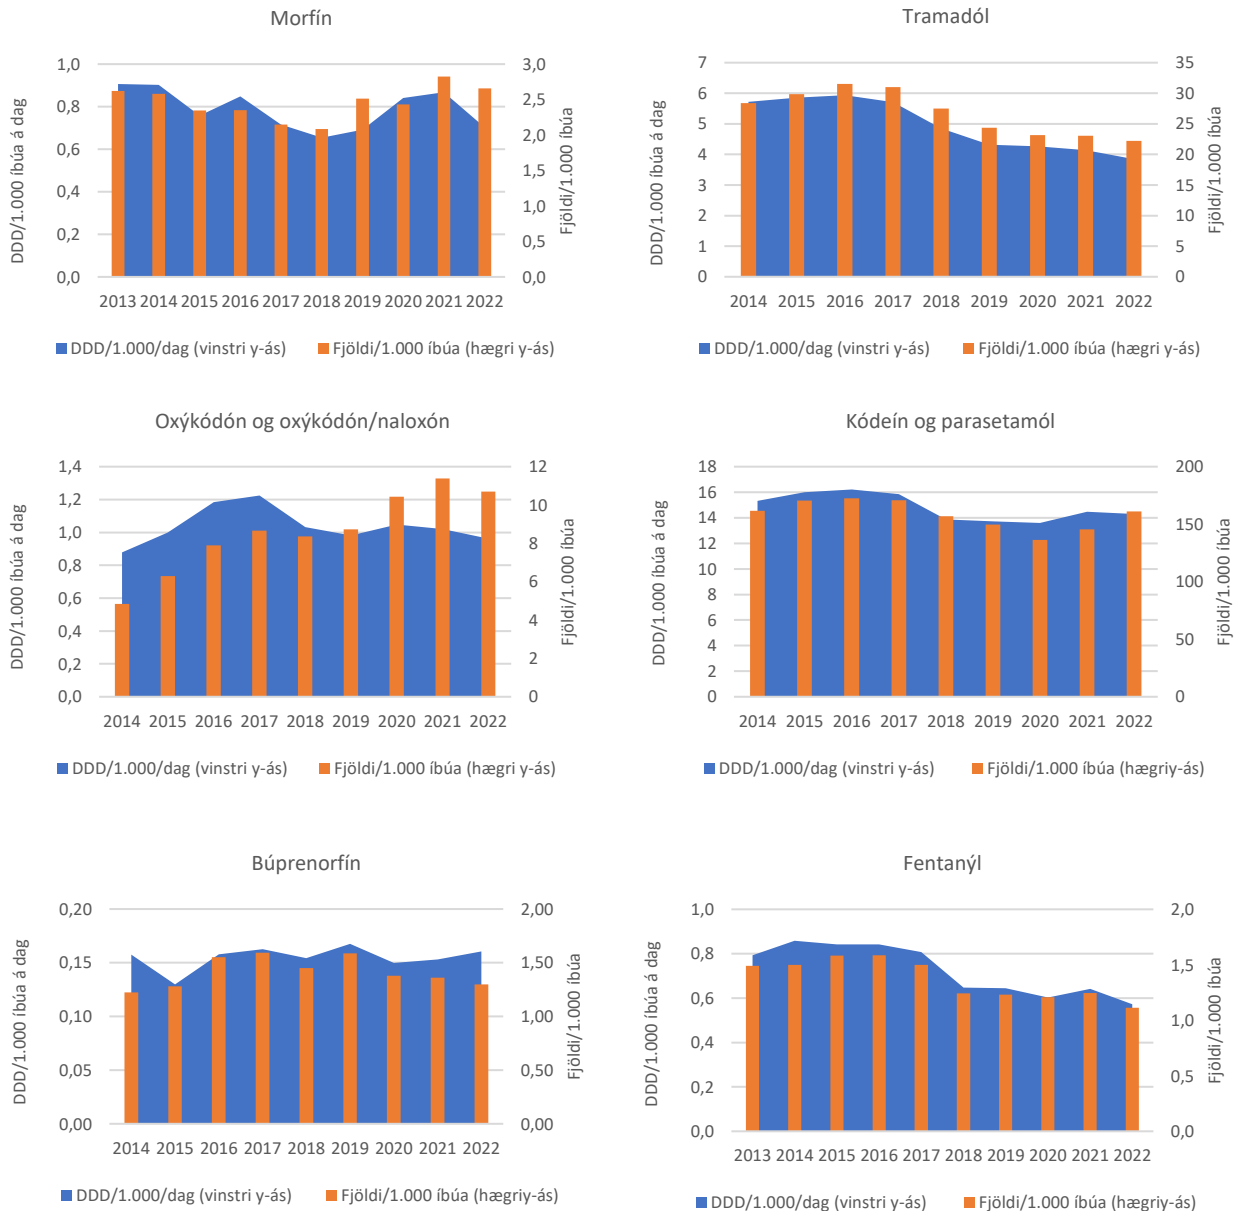 Morfín
DDD/1.000 íbúa á dag
1,0
0,8
0,6
0,4
0,2
0,0
3,0
2,5
2,0
1,5
1,0
0,5
0,0
Fjöldi/1.000 íbúa
2013 2014 2015 2016 2017 2018 2019 2020 2021 2022
DDD/1.000/dag (vinstri y-ás) Fjöldi/1.000 íbúa (hægri y-ás)
Tramadól
DDD/1.000 íbúa á dag
7
6
5
4
3
2
1
0
35
30
25
20
15
10
5
0
Fjöldi/1.000 íbúa
2014 2015 2016 2017 2018 2019 2020 2021 2022
DDD/1.000/dag (vinstri y-ás) Fjöldi/1.000 íbúa (hægri y-ás)
Oxýkódón og oxýkódón/naloxón
DDD/1.000 íbúa á dag
1,4
1,2
1,0
0,8
0,6
0,4
0,2
0,0
12
10
8
6
4
2
0
Fjöldi/1.000 íbúa
2014 2015 2016 2017 2018 2019 2020 2021 2022
DDD/1.000/dag (vinstri y-ás) Fjöldi/1.000 íbúa (hægri y-ás)
Kódeín og parasetamól
DDD/1.000 íbúa á dag
18
16
14
12
10
8
6
4
2
0
200
150
100
50
0
Fjöldi/1.000 íbúa
2014 2015 2016 2017 2018 2019 2020 2021 2022
DDD/1.000/dag (vinstri y-ás) Fjöldi/1.000 íbúa (hægriy-ás)
Búprenorfín
DDD/1.000 íbúa á dag
0,20
0,15
0,10
0,05
0,00
2,00
1,50
1,00
0,50
0,00
Fjöldi/1.000 íbúa
2014 2015 2016 2017 2018 2019 2020 2021 2022
DDD/1.000/dag (vinstri y-ás) Fjöldi/1.000 íbúa (hægriy-ás)
Fentanýl
DDD/1.000 íbúa á dag
1,0
0,8
0,6
0,4
0,2
0,0
2,0
1,5
1,0
0,5
0,0
Fjöldi/1.000 íbúa
2013 2014 2015 2016 2017 2018 2019 2020 2021 2022
DDD/1.000/dag (vinstri y-ás) Fjöldi/1.000 íbúa (hægriy-ás)